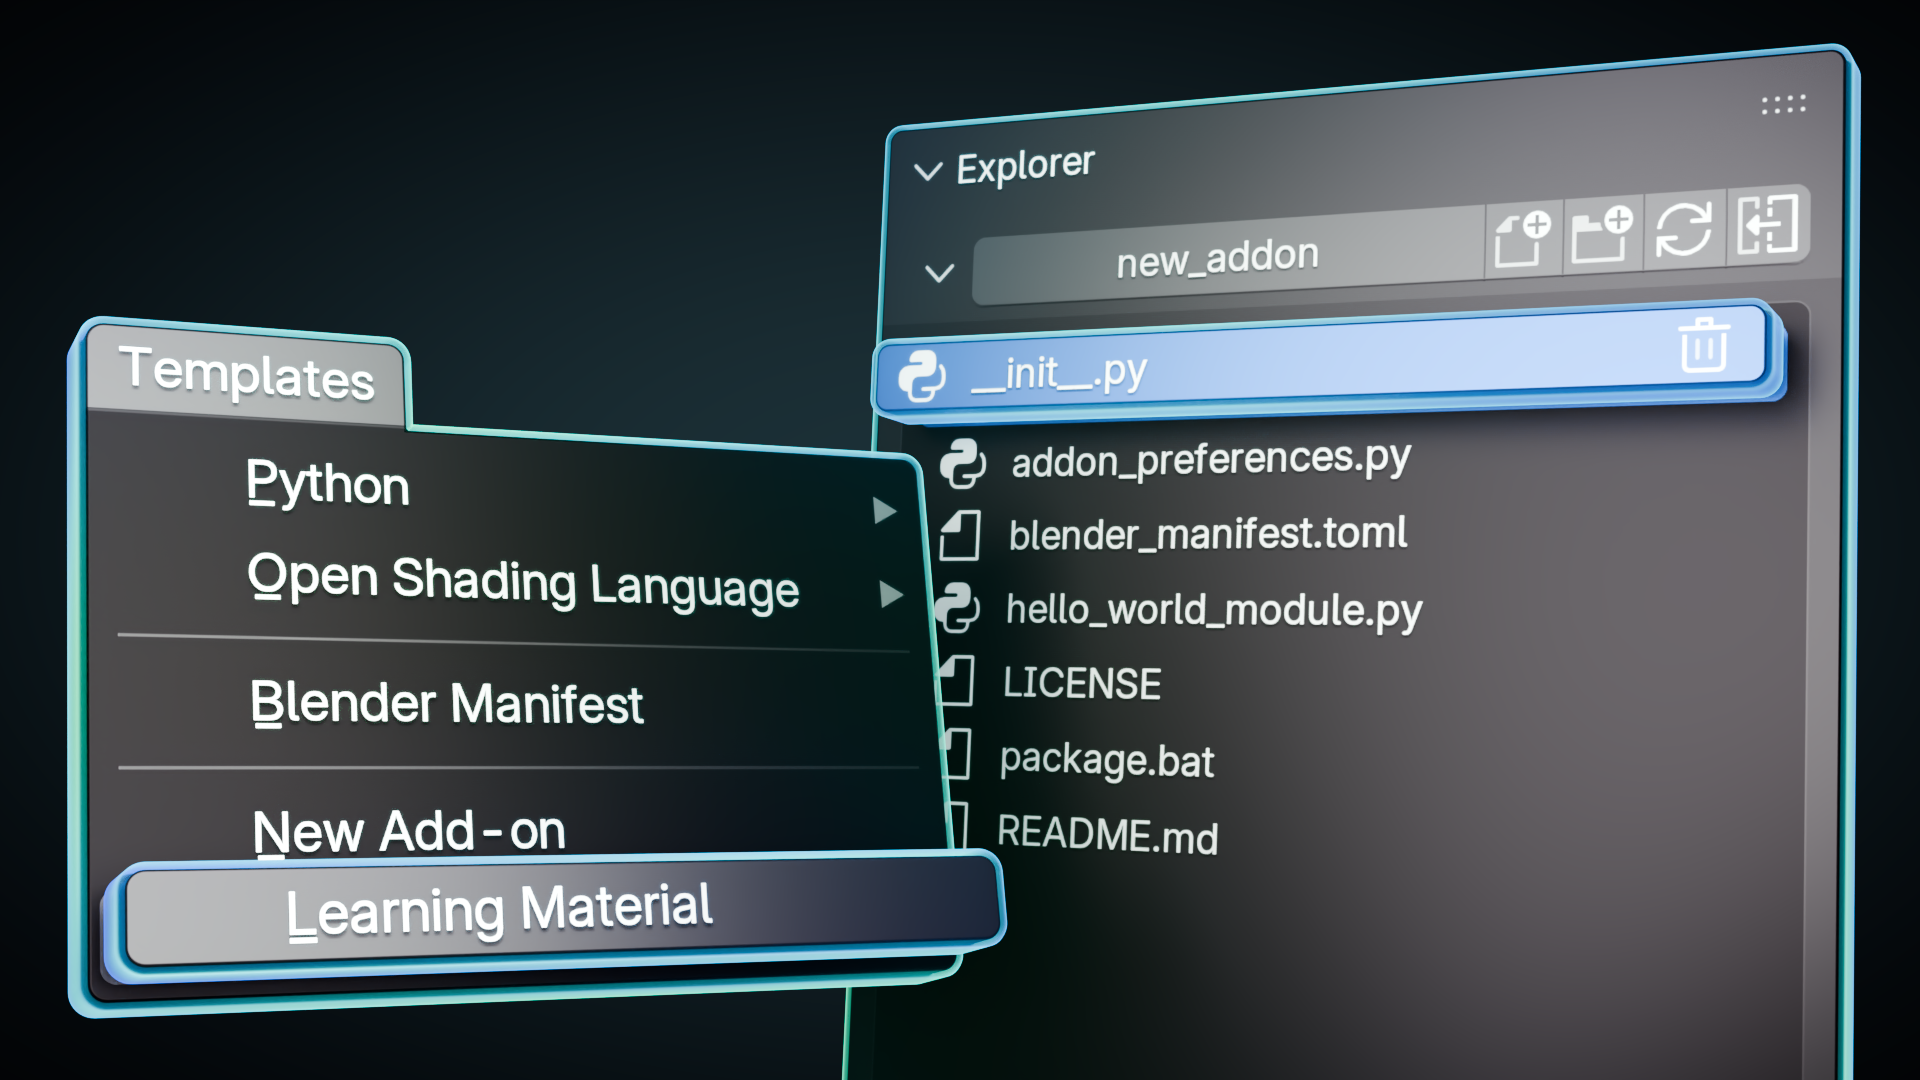 Templates
Python
Open Shading Language
Blender Manifest
New Add-on
Learning Material
Explorer
new_addon
__init__.py
addon_preferences.py
blender_manifest.toml
hello_world_module.py
LICENSE
package.bat
README.md